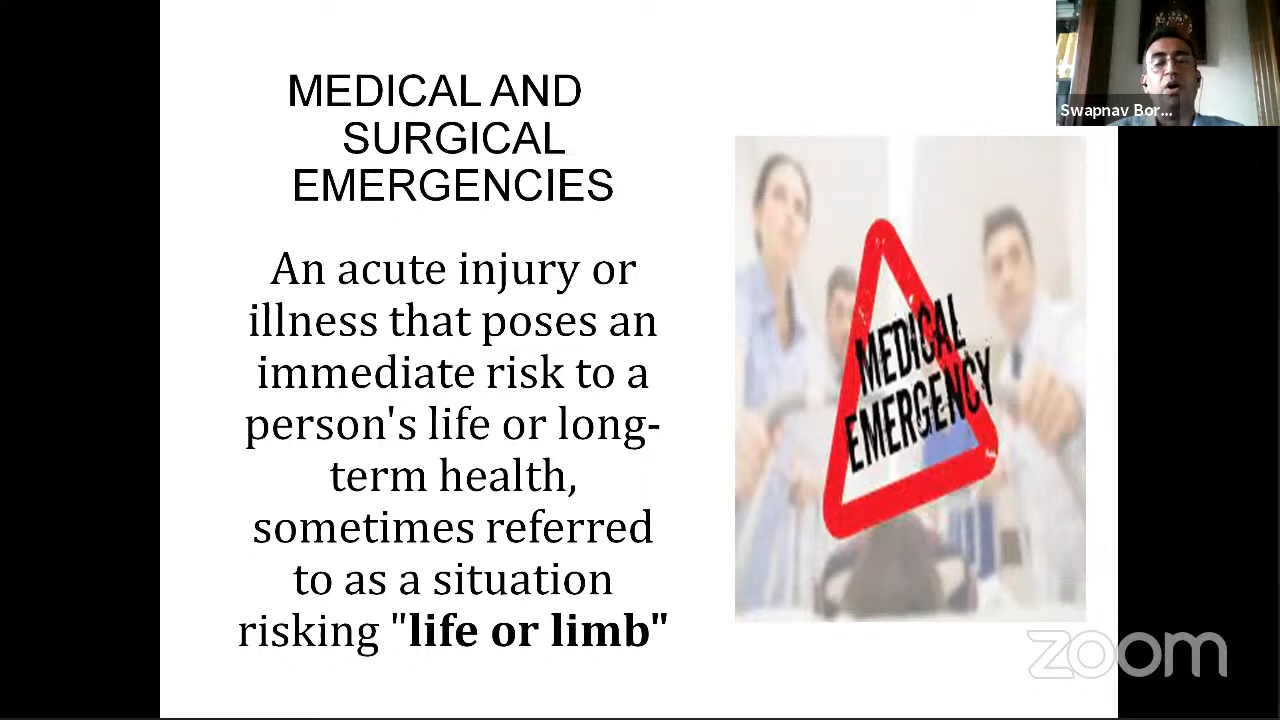 MEDICAL AND
SURGICAL
EMERGENCIES
An acute injury or
illness that poses an
immediate risk to a
person's life or long-
term health,
sometimes referred
to as a situation
risking "life or limb"
MEDICAL
EMERGENCY
Swapnav Bor...
zoom